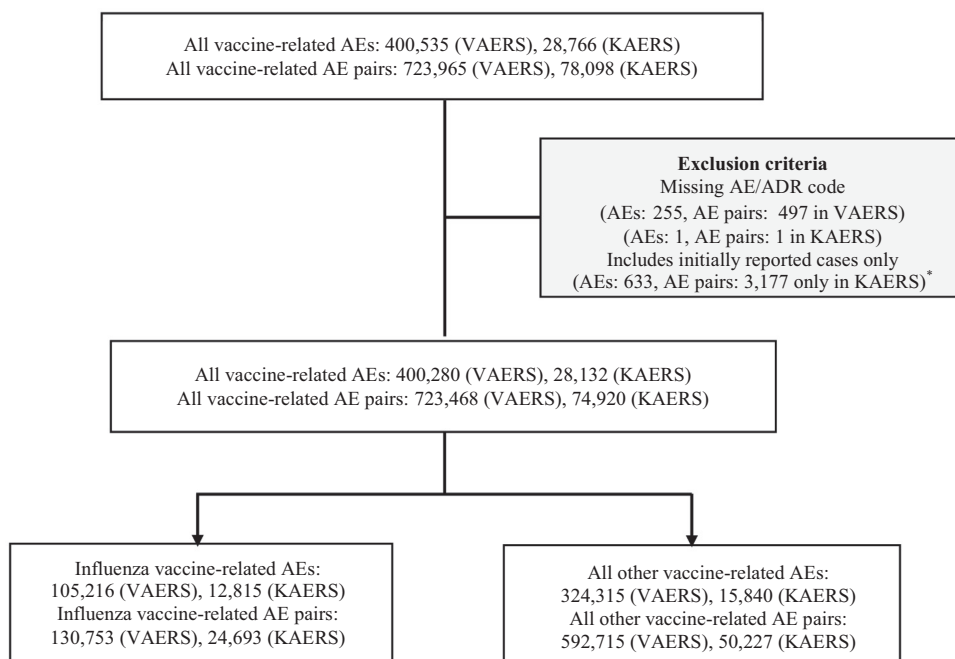 All vaccine-related AEs: 400,535 (VAERS), 28,766 (KAERS)
All vaccine-related AE pairs: 723,965 (VAERS), 78,098 (KAERS)
Exclusion criteria
Missing AE/ADR code
(AEs: 255, AE pairs: 497 in VAERS)
(AEs: 1, AE pairs: 1 in KAERS)
Includes initially reported cases only
(AEs: 633, AE pairs: 3,177 only in KAERS)*
All vaccine-related AEs: 400,280 (VAERS), 28,132 (KAERS)
All vaccine-related AE pairs: 723,468 (VAERS), 74,920 (KAERS)
Influenza vaccine-related AEs:
105,216 (VAERS), 12,815 (KAERS)
Influenza vaccine-related AE pairs:
130,753 (VAERS), 24,693 (KAERS)
All other vaccine-related AEs:
324,315 (VAERS), 15,840 (KAERS)
All other vaccine-related AE pairs:
592,715 (VAERS), 50,227 (KAERS)